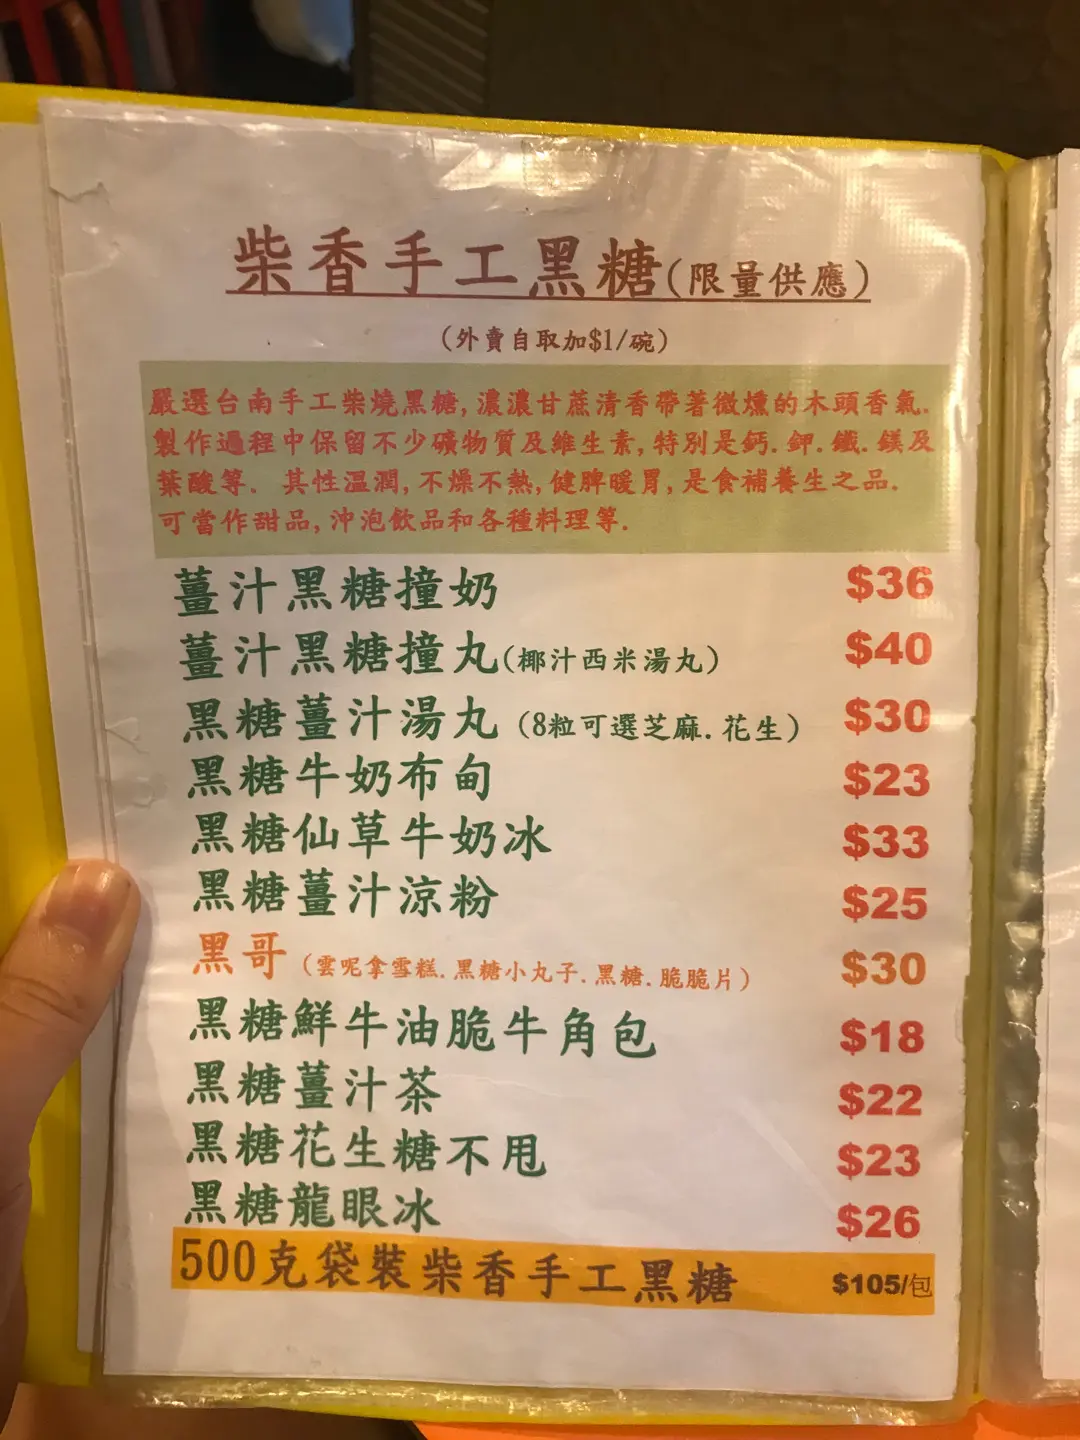 柴香手工黑糖(限量供應)
(外賣自取加$1/碗)
嚴選台南手工柴燒黑糖,濃濃甘蔗清香帶著微燻的木頭香氣.
製作過程中保留不少礦物質及維生素,特別是鈣.鉀.鐵.鎂及
葉酸等. 其性溫潤,不燥不熱,健脾暖胃,是食補養生之品.
可當作甜品,沖泡飲品和各種料理等.
薑汁黑糖撞奶 $36
薑汁黑糖撞丸(椰汁西米湯丸) $40
黑糖薑汁湯丸 (8粒可選芝麻.花生) $30
黑糖牛奶布甸 $23
黑糖仙草牛奶冰 $33
黑糖薑汁涼粉 $25
黑哥 (雲呢拿雪糕.黑糖小丸子.黑糖.脆脆片) $30
黑糖鮮牛油脆牛角包 $18
黑糖薑汁茶 $22
黑糖花生糖不甩 $23
黑糖龍眼冰 $26
500克袋裝柴香手工黑糖 $105/包